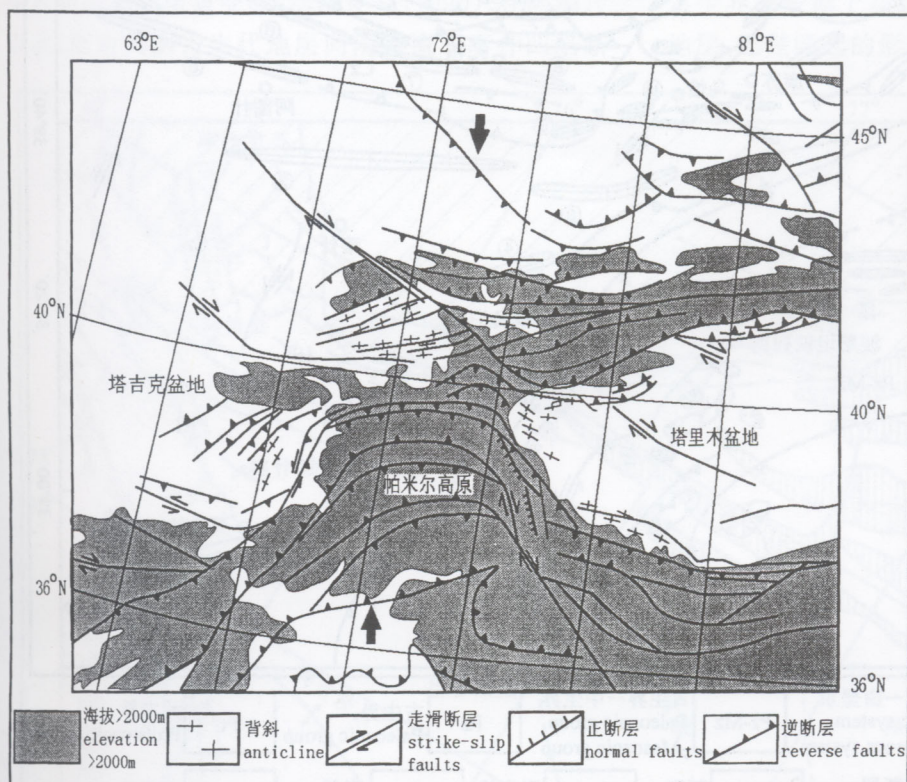 63°E
72°E
81°E
45°N
40°N
塔吉克盆地
40°N
塔里木盆地
帕米尔高原
36°N
36°N
海拔>2000m
elevation
>2000m
背斜
anticline
走滑断层
strike-slip
faults
正断层
normal faults
逆断层
reverse faults